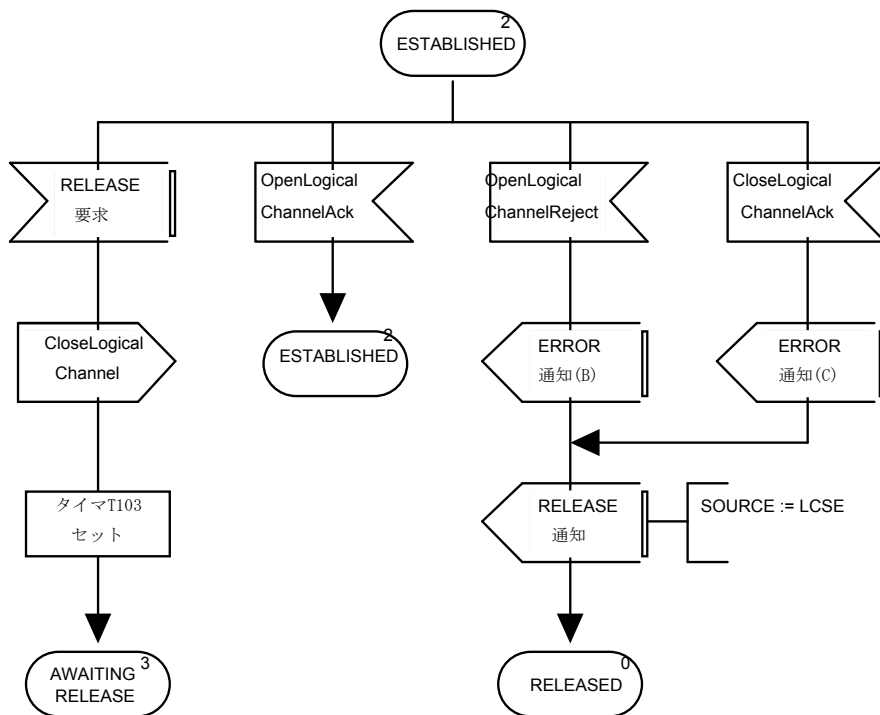 2
ESTABLISHED
RELEASE
要求
OpenLogical
ChannelAck
OpenLogical
ChannelReject
CloseLogical
ChannelAck
CloseLogical
Channel
2
ESTABLISHED
ERROR
通知(B)
ERROR
通知(C)
タイマT103
セット
RELEASE
通知
SOURCE := LCSE
3
AWAITING
RELEASE
0
RELEASED